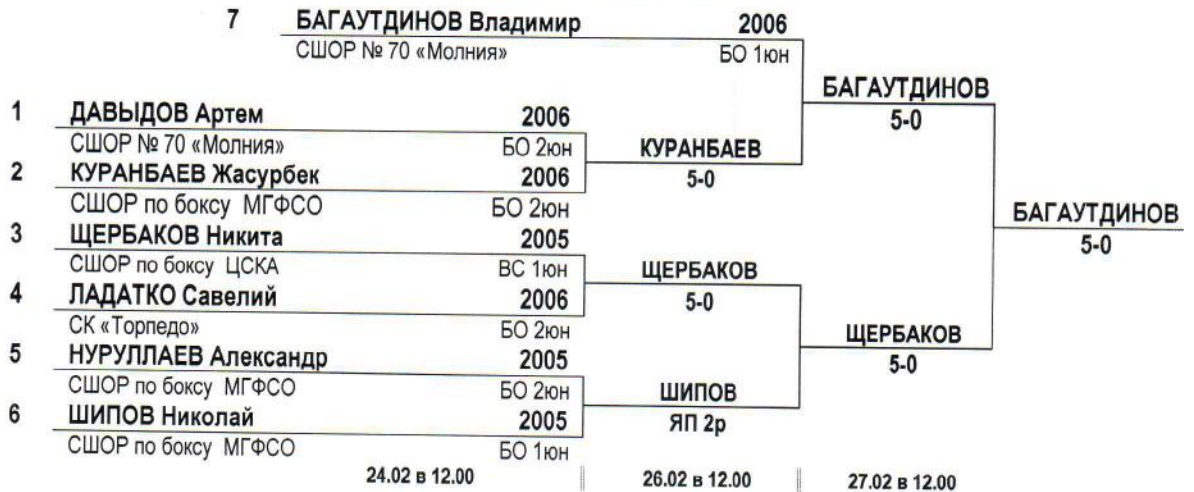 7 БАГАУТДИНОВ Владимир 2006
СШОР № 70 «Молния» БО 1юн
БАГАУТДИНОВ
5-0
1 ДАВЫДОВ Артем 2006
СШОР № 70 «Молния» БО 2юн
КУРАНБАЕВ
5-0
2 КУРАНБАЕВ Жасурбек 2006
СШОР по боксу МГФСО БО 2юн
БАГАУТДИНОВ
5-0
3 ЩЕРБАКОВ Никита 2005
СШОР по боксу ЦСКА ВС 1юн
ЩЕРБАКОВ
5-0
4 ЛАДАТКО Савелий 2006
СК «Торпедо» БО 2юн
ЩЕРБАКОВ
5-0
5 НУРУЛЛАЕВ Александр 2005
СШОР по боксу МГФСО БО 2юн
ШИПОВ
ЯП 2р
6 ШИПОВ Николай 2005
СШОР по боксу МГФСО БО 1юн
24.02 в 12.00 26.02 в 12.00 27.02 в 12.00